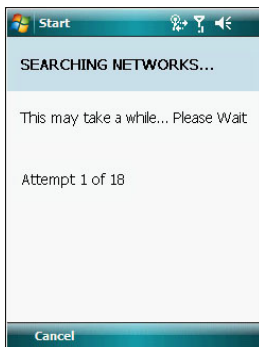 Start
SEARCHING NETWORKS...
This may take a while... Please Wait
Attempt 1 of 18
Cancel